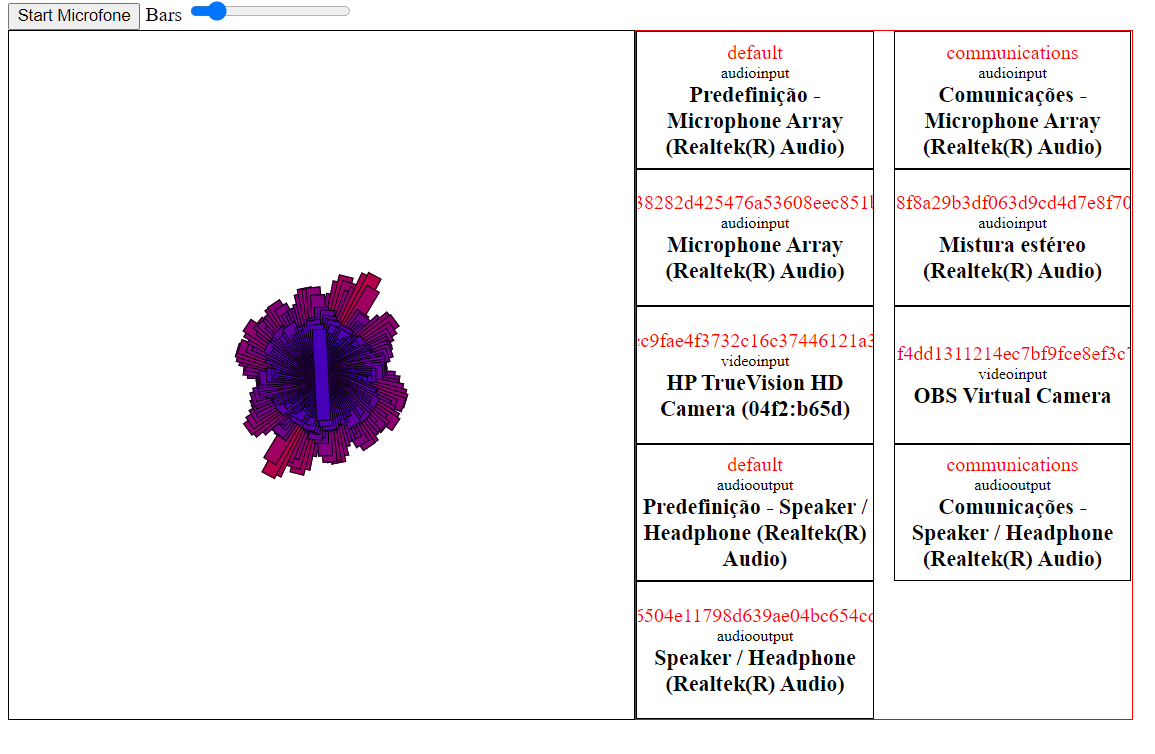 Start Microfone Bars
default
audioinput
Predefinição -
Microphone Array
(Realtek(R) Audio)
communications
audioinput
Comunicações -
Microphone Array
(Realtek(R) Audio)
38282d425476a53608eec851b
audioinput
Microphone Array
(Realtek(R) Audio)
8f8a29b3df063d9cd4d7e8f70
audioinput
Mistura estéreo
(Realtek(R) Audio)
cc9fae4f3732c16c37446121a3
videoinput
HP TrueVision HD
Camera (04f2:b65d)
f4dd1311214ec7bf9fce8ef3c7
videoinput
OBS Virtual Camera
default
audiooutput
Predefinição - Speaker /
Headphone (Realtek(R)
Audio)
communications
audiooutput
Comunicações -
Speaker / Headphone
(Realtek(R) Audio)
6504e11798d639ae04bc654cd
audiooutput
Speaker / Headphone
(Realtek(R) Audio)